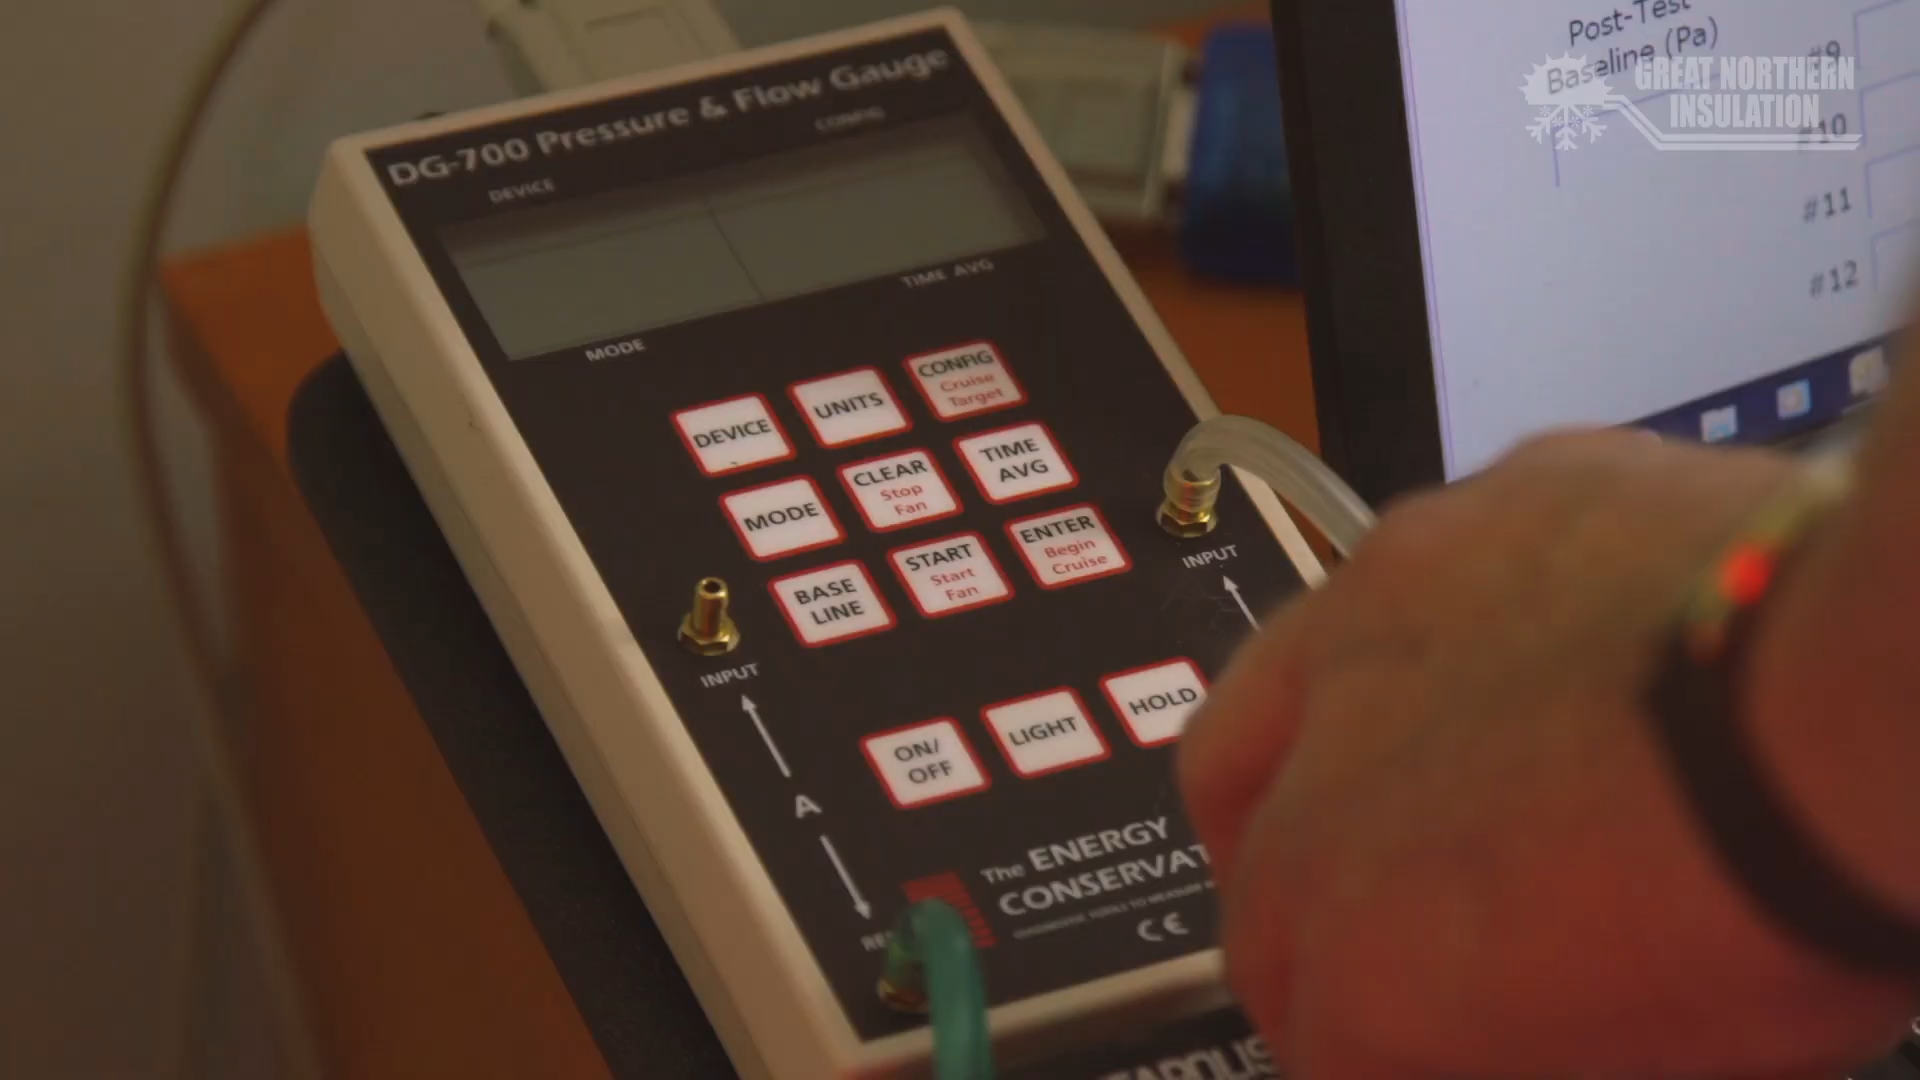 DG-700 Pressure & Flow Gauge
DEVICE
CONFIG
MODE
TIME AVG
DEVICE
UNITS
CONFIG
Cruise
Target
MODE
CLEAR
Stop
Fan
TIME
AVG
BASE
LINE
START
Start
Fan
ENTER
Begin
Cruise
INPUT
INPUT
A
ON/
OFF
LIGHT
HOLD
The ENERGY
CONSERVAT
CE
Post-Test
Baseline (Pa)
#9
#10
#11
#12
GREAT NORTHERN
INSULATION